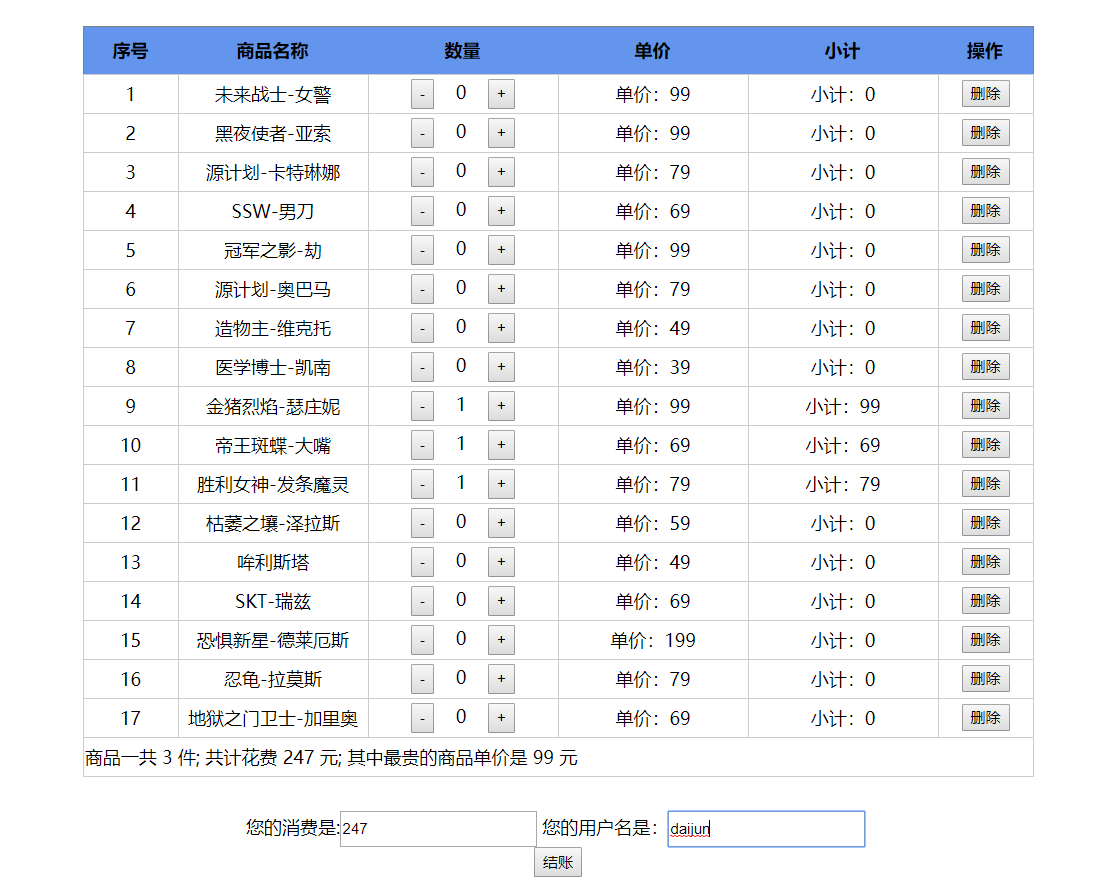 序号 商品名称 数量 单价 小计 操作
1 未来战士-女警 - 0 + 单价：99 小计：0 删除
2 黑夜使者-亚索 - 0 + 单价：99 小计：0 删除
3 源计划-卡特琳娜 - 0 + 单价：79 小计：0 删除
4 SSW-男刀 - 0 + 单价：69 小计：0 删除
5 冠军之影-劫 - 0 + 单价：99 小计：0 删除
6 源计划-奥巴马 - 0 + 单价：79 小计：0 删除
7 造物主-维克托 - 0 + 单价：49 小计：0 删除
8 医学博士-凯南 - 0 + 单价：39 小计：0 删除
9 金猪烈焰-瑟庄妮 - 1 + 单价：99 小计：99 删除
10 帝王斑蝶-大嘴 - 1 + 单价：69 小计：69 删除
11 胜利女神-发条魔灵 - 1 + 单价：79 小计：79 删除
12 枯萎之壤-泽拉斯 - 0 + 单价：59 小计：0 删除
13 哞利斯塔 - 0 + 单价：49 小计：0 删除
14 SKT-瑞兹 - 0 + 单价：69 小计：0 删除
15 恐惧新星-德莱厄斯 - 0 + 单价：199 小计：0 删除
16 忍龟-拉莫斯 - 0 + 单价：79 小计：0 删除
17 地狱之门卫士-加里奥 - 0 + 单价：69 小计：0 删除
商品一共 3 件; 共计花费 247 元; 其中最贵的商品单价是 99 元
您的消费是:247 您的用户名是：daijun
结账